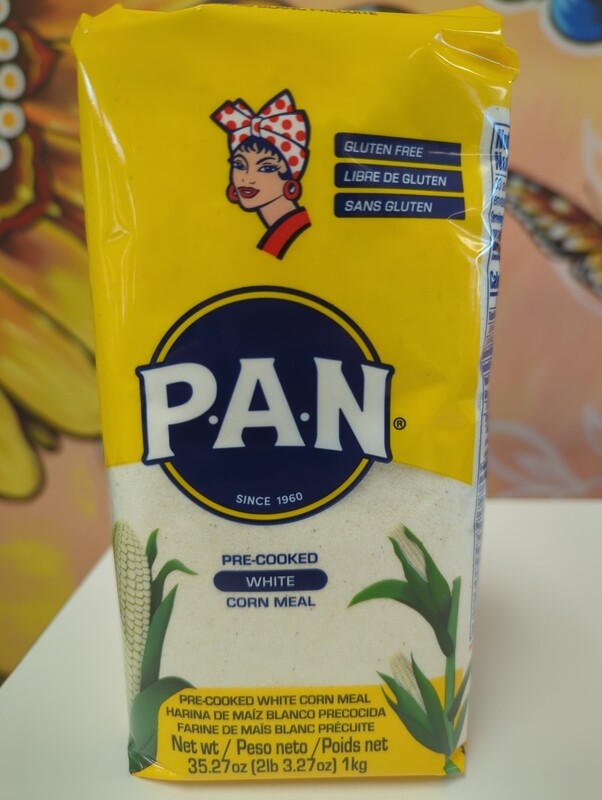 GLUTEN FREE
LIBRE DE GLUTEN
SANS GLUTEN
P·A·N®
SINCE 1960
PRE-COOKED
WHITE
CORN MEAL
PRE-COOKED WHITE CORN MEAL
HARINA DE MAÍZ BLANCO PRECOCIDA
FARINE DE MAÏS BLANC PRÉCUITE
Net wt / Peso neto /Poids net
35.27oz (2lb 3.27oz) 1kg